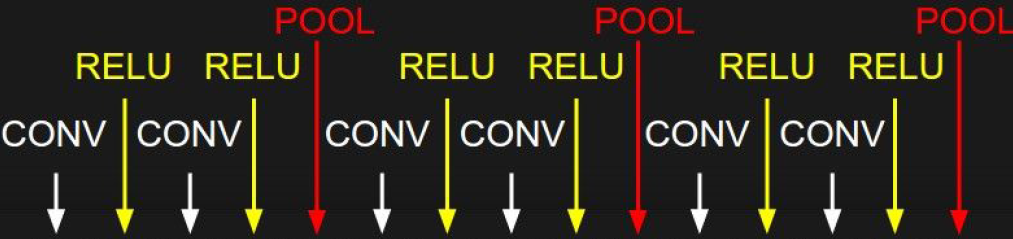 POOL POOL POOL
RELU RELU RELU RELU RELU RELU
CONV CONV CONV CONV CONV CONV